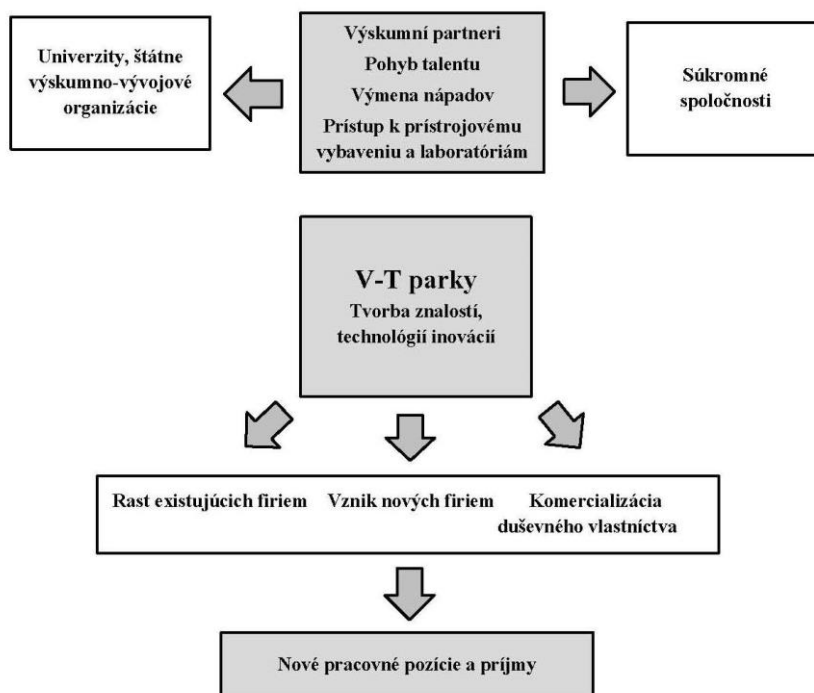 Univerzity, štátne
výskumno-vývojové
organizácie
Výskumní partneri
Pohyb talentu
Výmena nápadov
Prístup k prístrojovému
vybaveniu a laboratóriám
Súkromné
spoločnosti
V-T parky
Tvorba znalostí,
technológií inovácií
Rast existujúcich firiem
Vznik nových firiem
Komercializácia
duševného vlastníctva
Nové pracovné pozície a príjmy